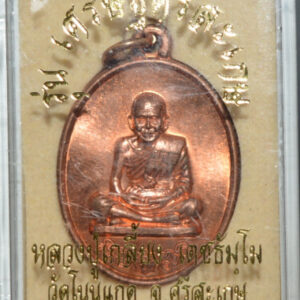 รุ่น เศรษฐีศรีสะเกษ
หลวงปู่เกลี้ยง เตชธมฺโม
วัดโนนแกด จ.ศรีสะเกษ